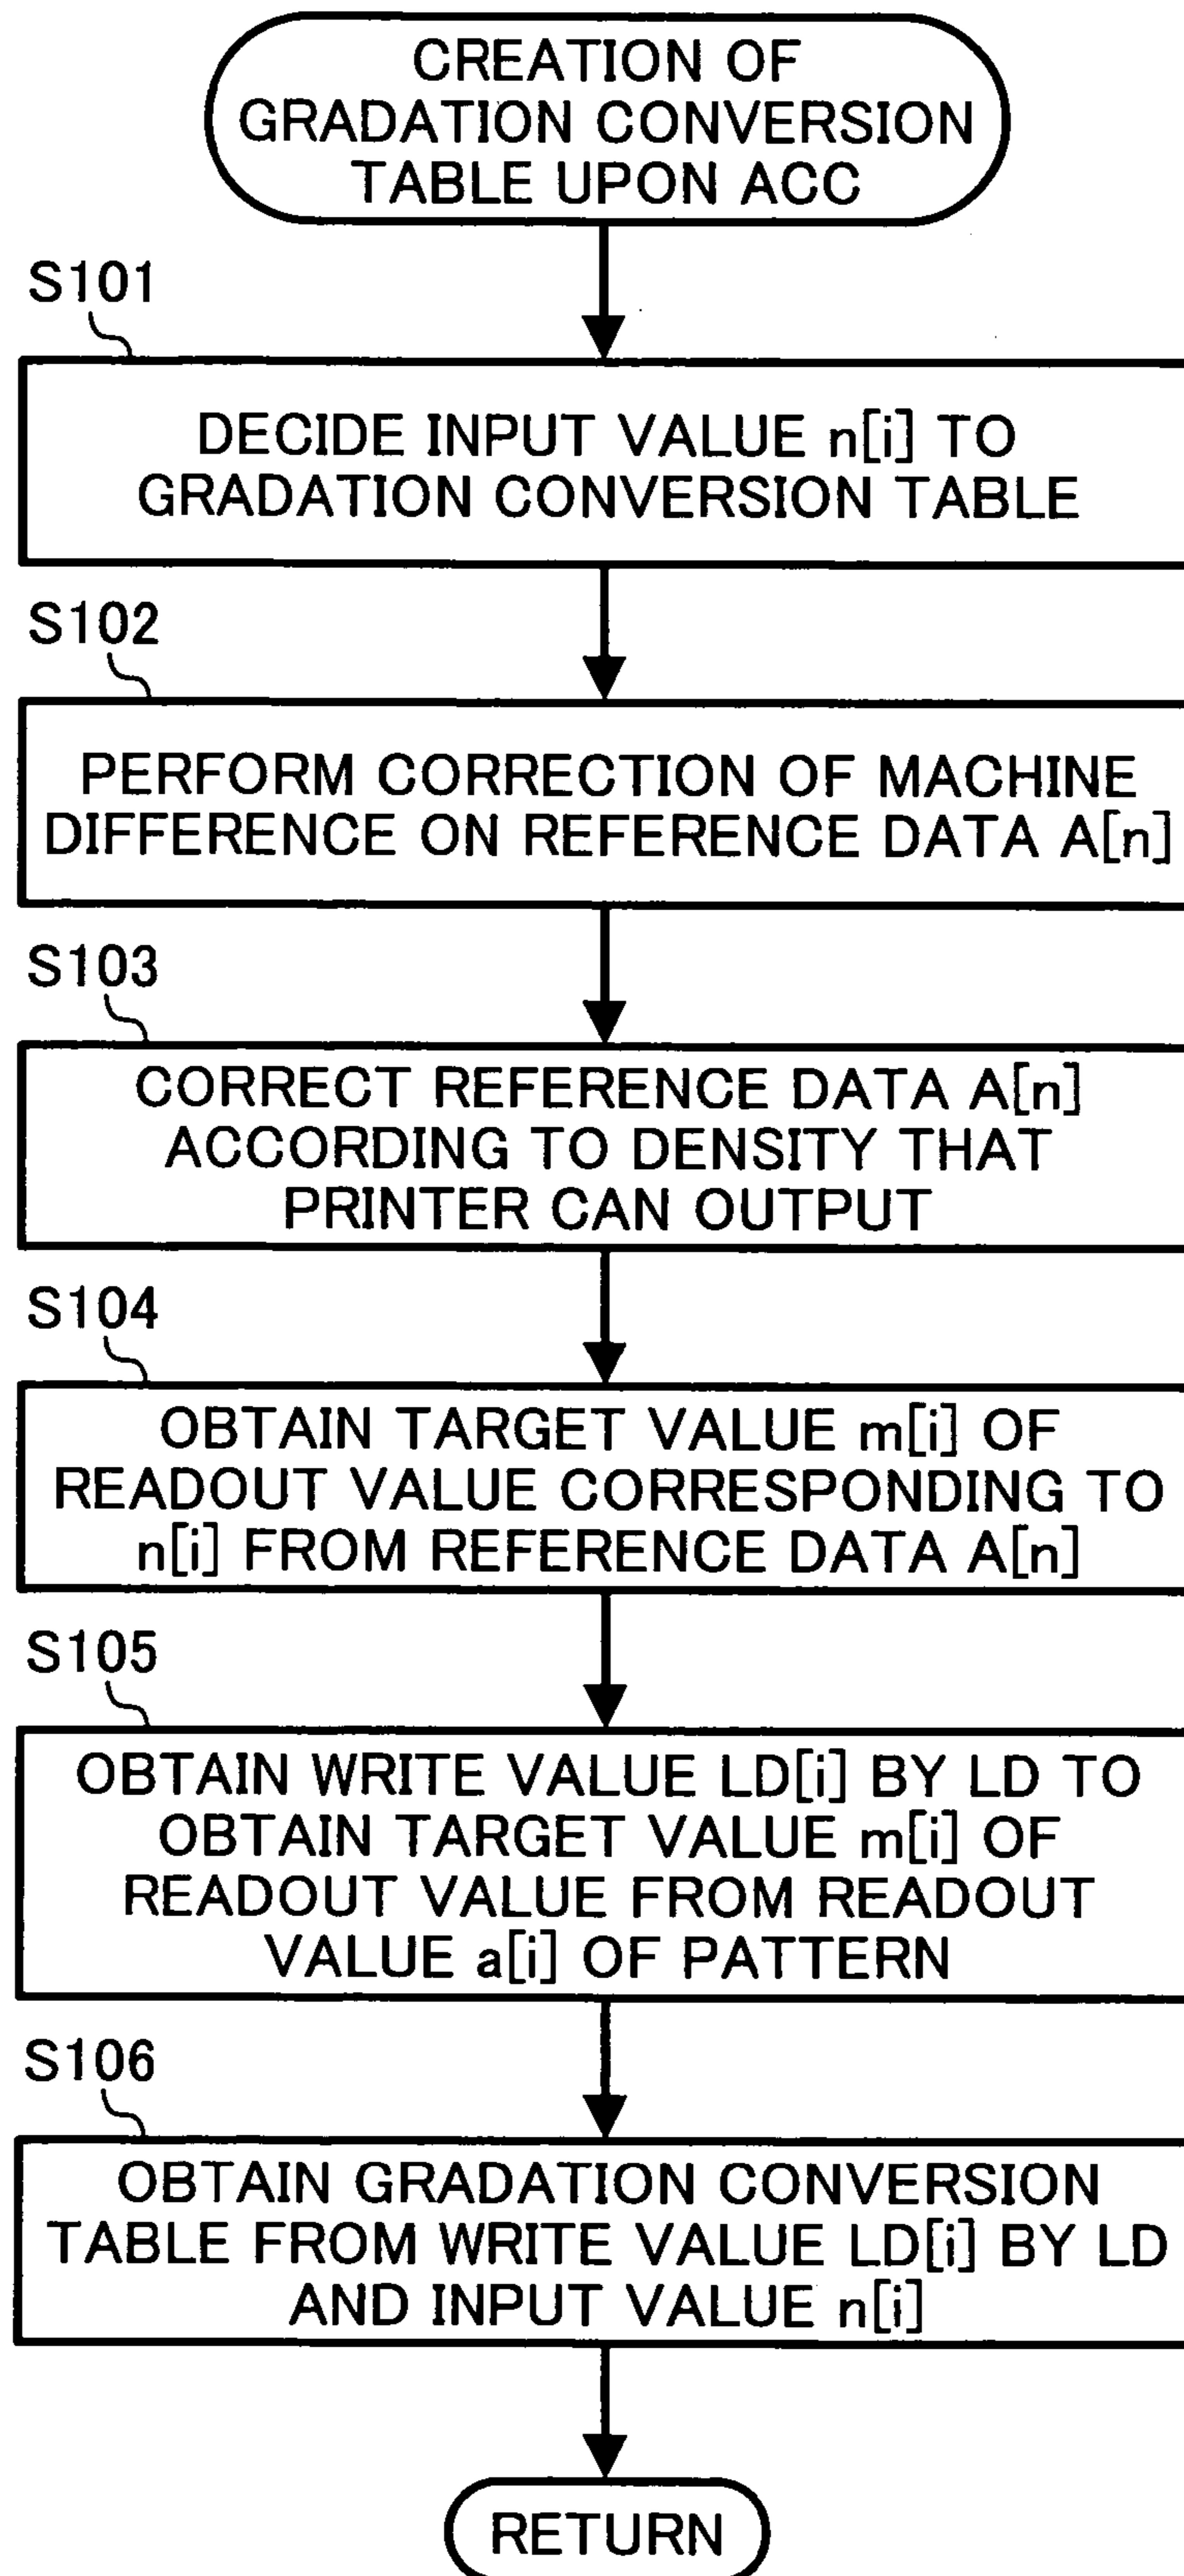 CREATION OF
GRADATION CONVERSION
TABLE UPON ACC
S101
DECIDE INPUT VALUE n[i] TO
GRADATION CONVERSION TABLE
S102
PERFORM CORRECTION OF MACHINE
DIFFERENCE ON REFERENCE DATA A[n]
S103
CORRECT REFERENCE DATA A[n]
ACCORDING TO DENSITY THAT
PRINTER CAN OUTPUT
S104
OBTAIN TARGET VALUE m[i] OF
READOUT VALUE CORRESPONDING TO
n[i] FROM REFERENCE DATA A[n]
S105
OBTAIN WRITE VALUE LD[i] BY LD TO
OBTAIN TARGET VALUE m[i] OF
READOUT VALUE FROM READOUT
VALUE a[i] OF PATTERN
S106
OBTAIN GRADATION CONVERSION
TABLE FROM WRITE VALUE LD[i] BY LD
AND INPUT VALUE n[i]
RETURN